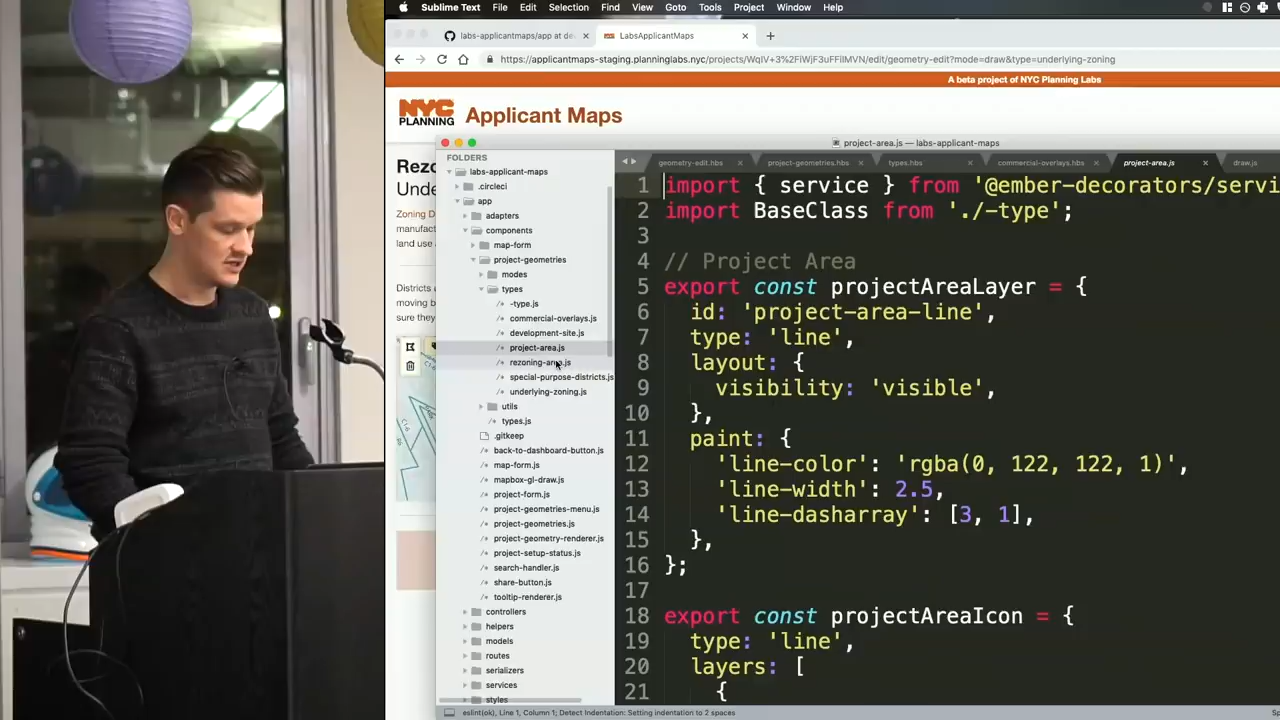 Sublime Text File Edit Selection Find View Goto Tools Project Window Help
labs-applicantmaps/app at de
LabsApplicantMaps
https://applicantmaps-staging.planninglabs.nyc/projects/WqIV+3%2FlWjF3uFFilMVN/edit/geometry-edit?mode=draw&type=underlying-zoning
A beta project of NYC Planning Labs
NYC
PLANNING
Applicant Maps
project-area.js — labs-applicant-maps
Rezo
Unde
Zoning D
manufac
land use
Districts
moving b
sure they
FOLDERS
labs-applicant-maps
.circleci
app
adapters
components
map-form
project-geometries
modes
types
-type.js
commercial-overlays.js
development-site.js
project-area.js
rezoning-area.js
special-purpose-districts.js
underlying-zoning.js
utils
types.js
.gitkeep
back-to-dashboard-button.js
map-form.js
mapbox-gl-draw.js
project-form.js
project-geometries-menu.js
project-geometries.js
project-geometry-renderer.js
project-setup-status.js
search-handler.js
share-button.js
tooltip-renderer.js
controllers
helpers
models
routes
serializers
services
styles
geometry-edit.hbs
project-geometries.hbs
types.hbs
commercial-overlays.hbs
project-area.js
draw.js
1 import { service } from '@ember-decorators/servi
2 import BaseClass from './-type';
3
4 // Project Area
5 export const projectAreaLayer = {
6 id: 'project-area-line',
7 type: 'line',
8 layout: {
9 visibility: 'visible',
10 },
11 paint: {
12 'line-color': 'rgba(0, 122, 122, 1)',
13 'line-width': 2.5,
14 'line-dasharray': [3, 1],
15 },
16 };
17
18 export const projectAreaIcon = {
19 type: 'line',
20 layers: [
21 {
eslint(ok), Line 1, Column 1; Detect Indentation: Setting indentation to 2 spaces
Sp